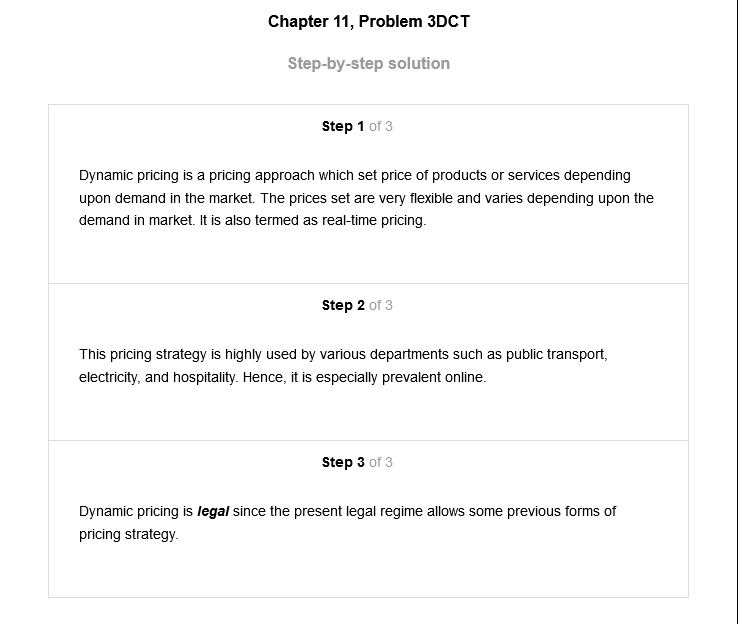 Chapter 11, Problem 3DCT
Step-by-step solution
Step 1 of 3
Dynamic pricing is a pricing approach which set price of products or services depending
upon demand in the market. The prices set are very flexible and varies depending upon the
demand in market. It is also termed as real-time pricing.
Step 2 of 3
This pricing strategy is highly used by various departments such as public transport,
electricity, and hospitality. Hence, it is especially prevalent online.
Step 3 of 3
Dynamic pricing is legal since the present legal regime allows some previous forms of
pricing strategy.